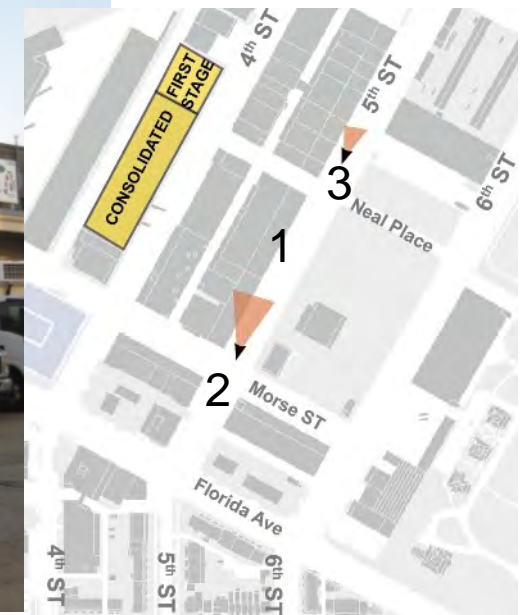 4th ST
5th ST
6th ST
FIRST
STAGE
CONSOLIDATED
3
Neal Place
1
2
Morse ST
Florida Ave
4th ST
5th ST
6th ST